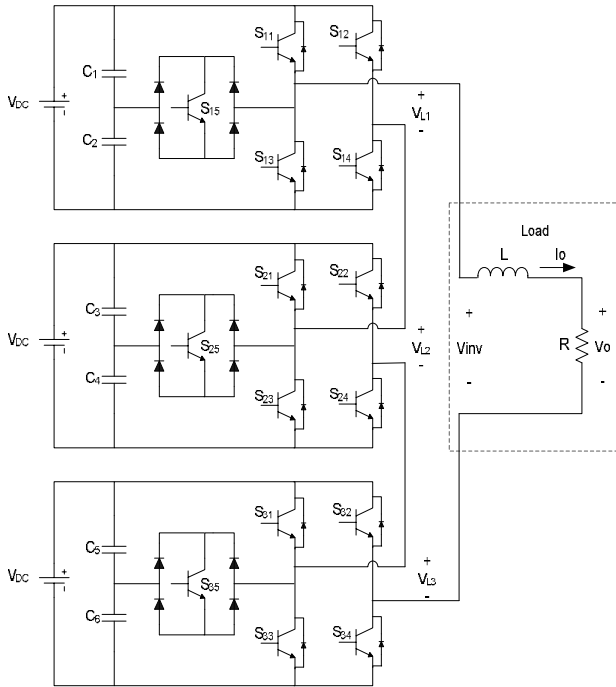 S11
S12
C1
VDC
+
-
S15
+
VL1
-
C2
S13
S14
Load
L
Io
S21
S22
C3
VDC
+
-
S25
+
VL2
-
C4
S23
S24
+
Vinv
-
R
+
Vo
-
S31
S32
C5
VDC
+
-
S35
+
VL3
-
C6
S33
S34